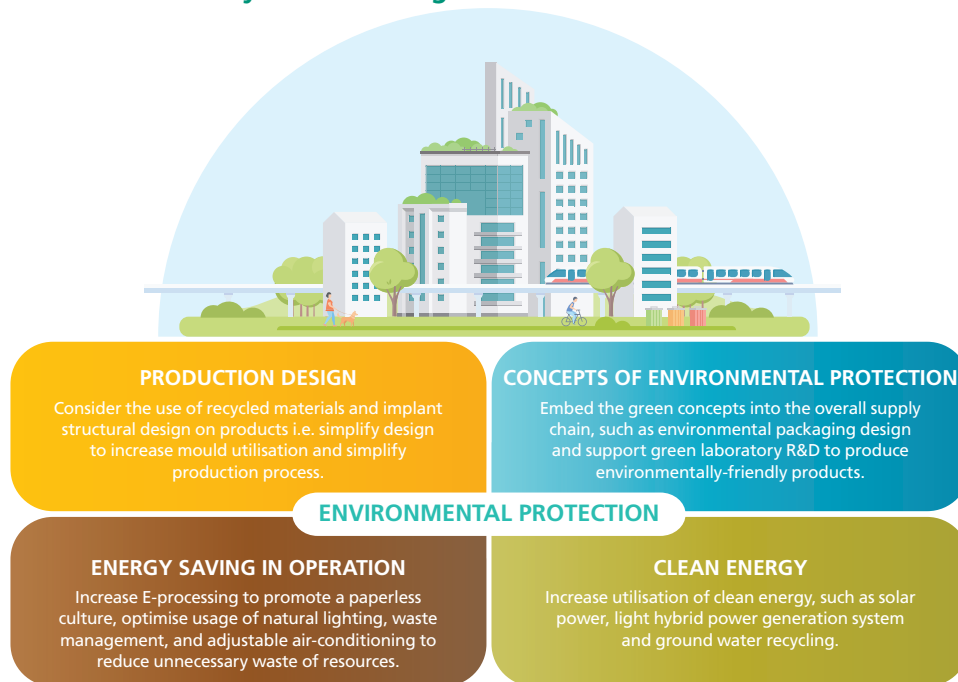 PRODUCTION DESIGN
Consider the use of recycled materials and implant
structural design on products i.e. simplify design
to increase mould utilisation and simplify
production process.
CONCEPTS OF ENVIRONMENTAL PROTECTION
Embed the green concepts into the overall supply
chain, such as environmental packaging design
and support green laboratory R&D to produce
environmentally-friendly products.
ENVIRONMENTAL PROTECTION
ENERGY SAVING IN OPERATION
Increase E-processing to promote a paperless
culture, optimise usage of natural lighting, waste
management, and adjustable air-conditioning to
reduce unnecessary waste of resources.
CLEAN ENERGY
Increase utilisation of clean energy, such as solar
power, light hybrid power generation system
and ground water recycling.